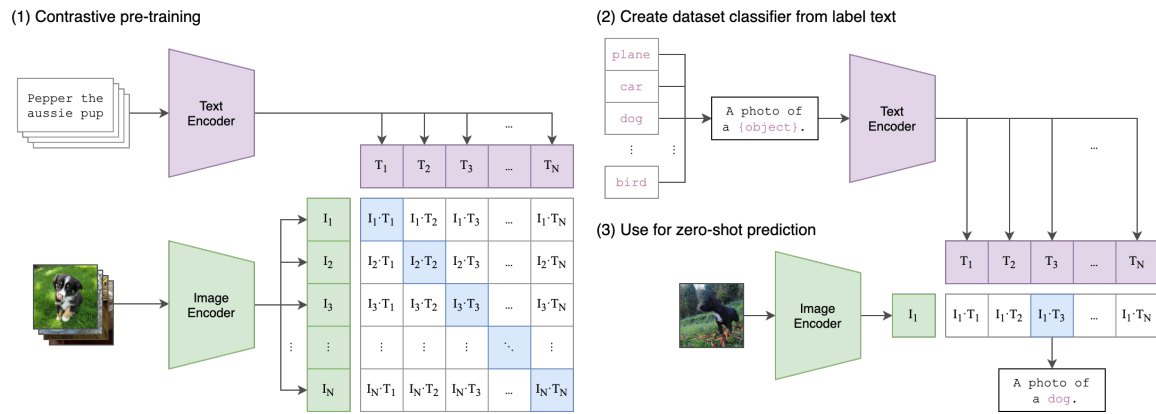 (1) Contrastive pre-training
Pepper the
aussie pup
Text
Encoder
...
T1 T2 T3 ... TN
Image
Encoder
I1 I1·T1 I1·T2 I1·T3 ... I1·TN
I2 I2·T1 I2·T2 I2·T3 ... I2·TN
I3 I3·T1 I3·T2 I3·T3 ... I3·TN
⋮ ⋮ ⋮ ⋮ ⋱ ⋮
IN IN·T1 IN·T2 IN·T3 ... IN·TN
(2) Create dataset classifier from label text
plane
car
dog
⋮ ⋮
bird
A photo of
a {object}.
Text
Encoder
...
(3) Use for zero-shot prediction
T1 T2 T3 ... TN
Image
Encoder
I1 I1·T1 I1·T2 I1·T3 ... I1·TN
A photo of
a dog.